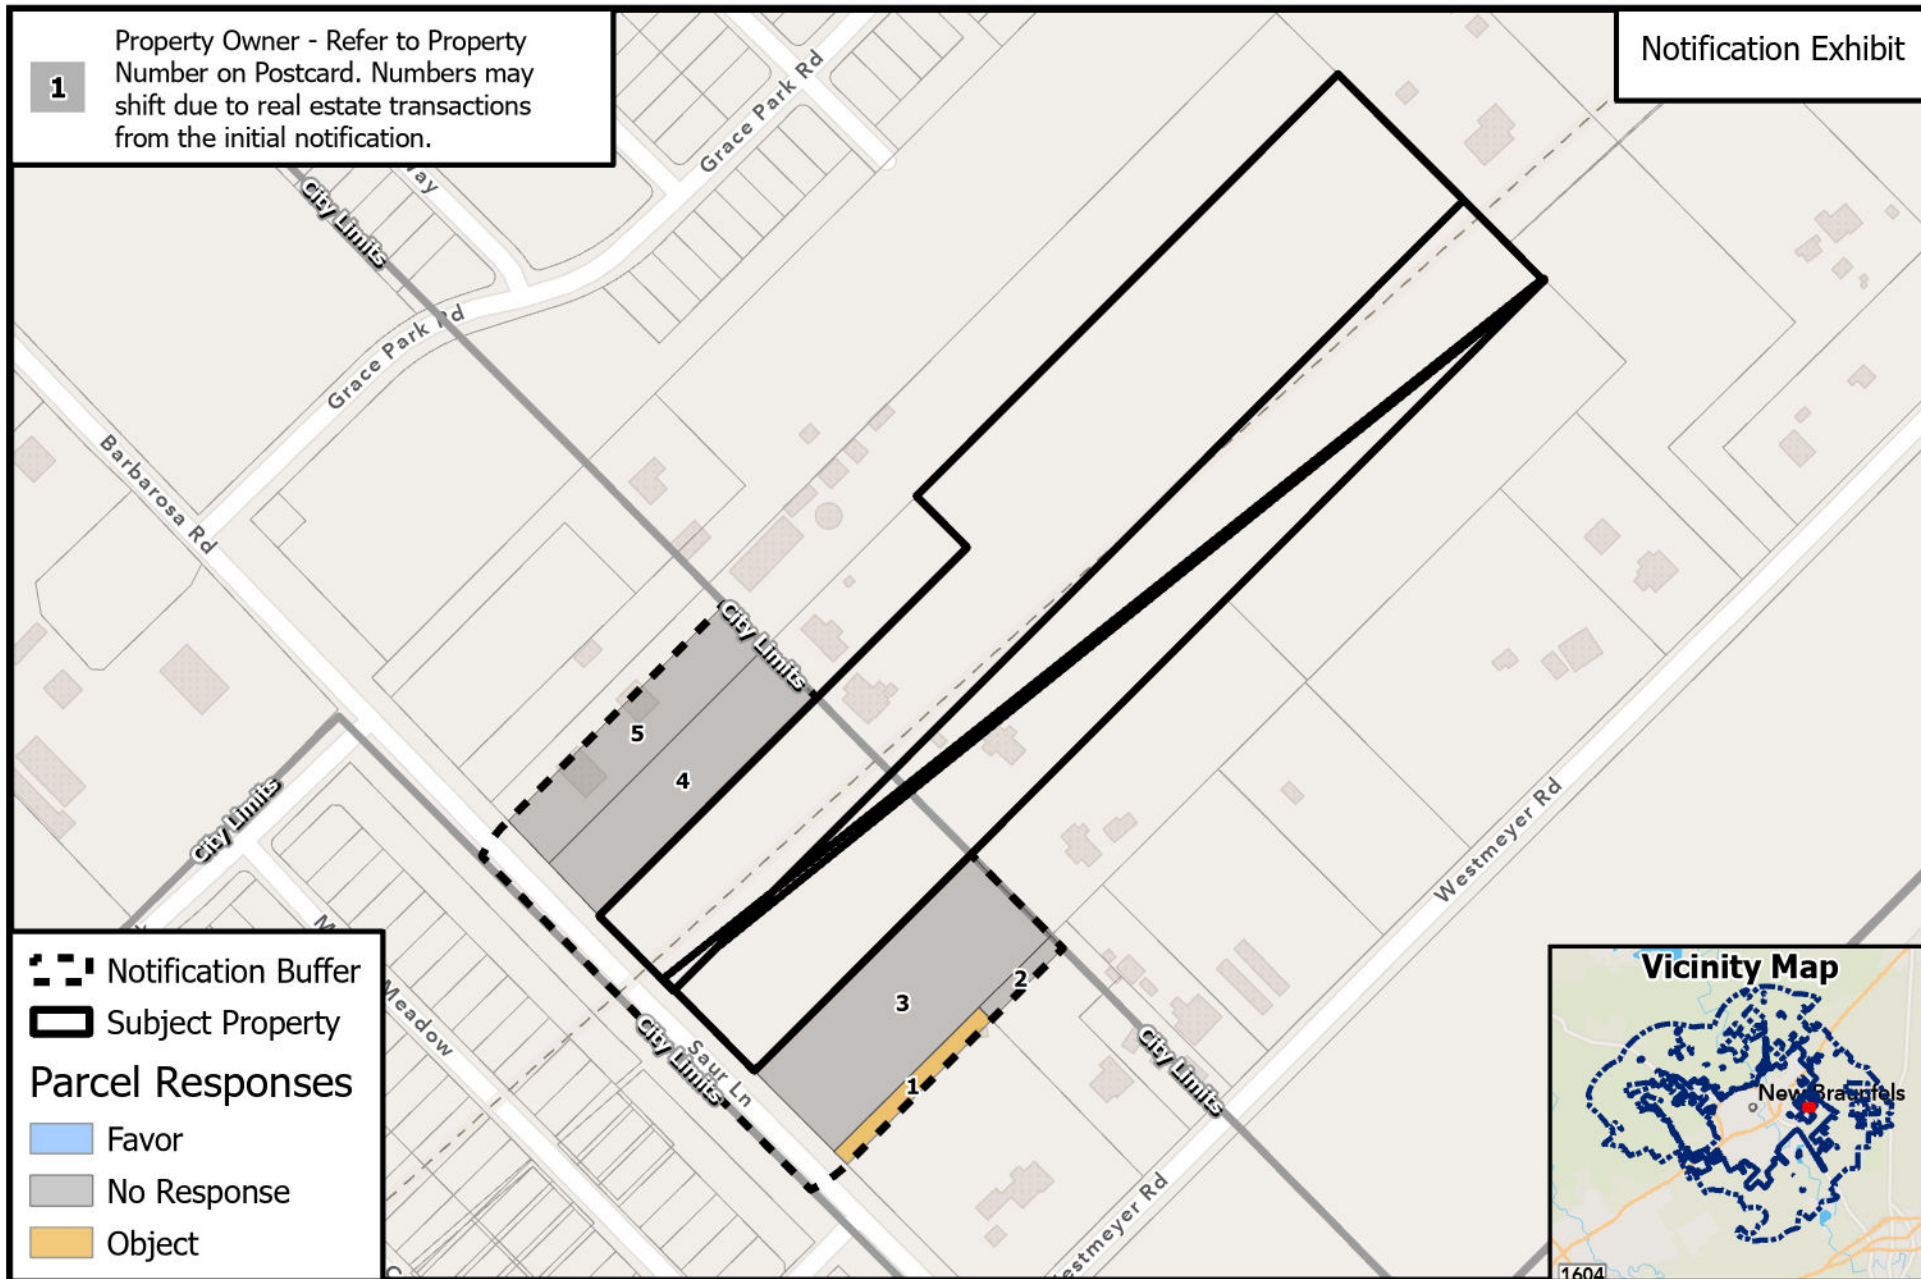 1
Property Owner - Refer to Property
Number on Postcard. Numbers may
shift due to real estate transactions
from the initial notification.
Notification Exhibit
Grace Park Rd
way
City Limits
Grace Park Rd
Barbarosa Rd
City Limits
5
4
City Limits
Westmeyer Rd
3
2
1
City Limits
Saur Ln
City Limits
Meadow
Westmeyer Rd
Notification Buffer
Subject Property
Parcel Responses
Favor
No Response
Object
Vicinity Map
New Braunfels
1604